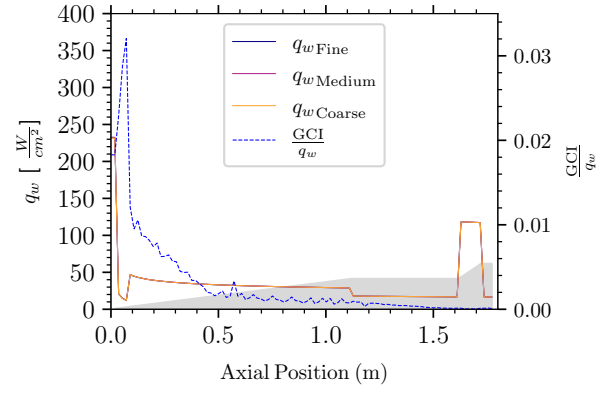 400
350
300
250
200
150
100
50
0
q_w [W/cm²]
q_w Fine
q_w Medium
q_w Coarse
GCI/q_w
0.03
0.02
0.01
0.00
GCI/q_w
0.0 0.5 1.0 1.5
Axial Position (m)